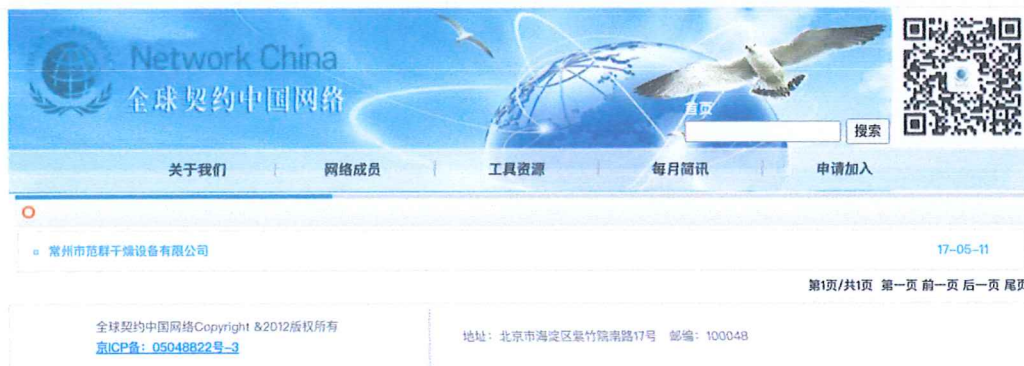 Network China
全球契约中国网络
首页
搜索
关于我们
网络成员
工具资源
每月简讯
申请加入
常州市范群干燥设备有限公司
17-05-11
第1页/共1页 第一页 前一页 后一页 尾页
全球契约中国网络Copyright &2012版权所有
京ICP备：05048822号-3
地址：北京市海淀区紫竹院南路17号 邮编：100048